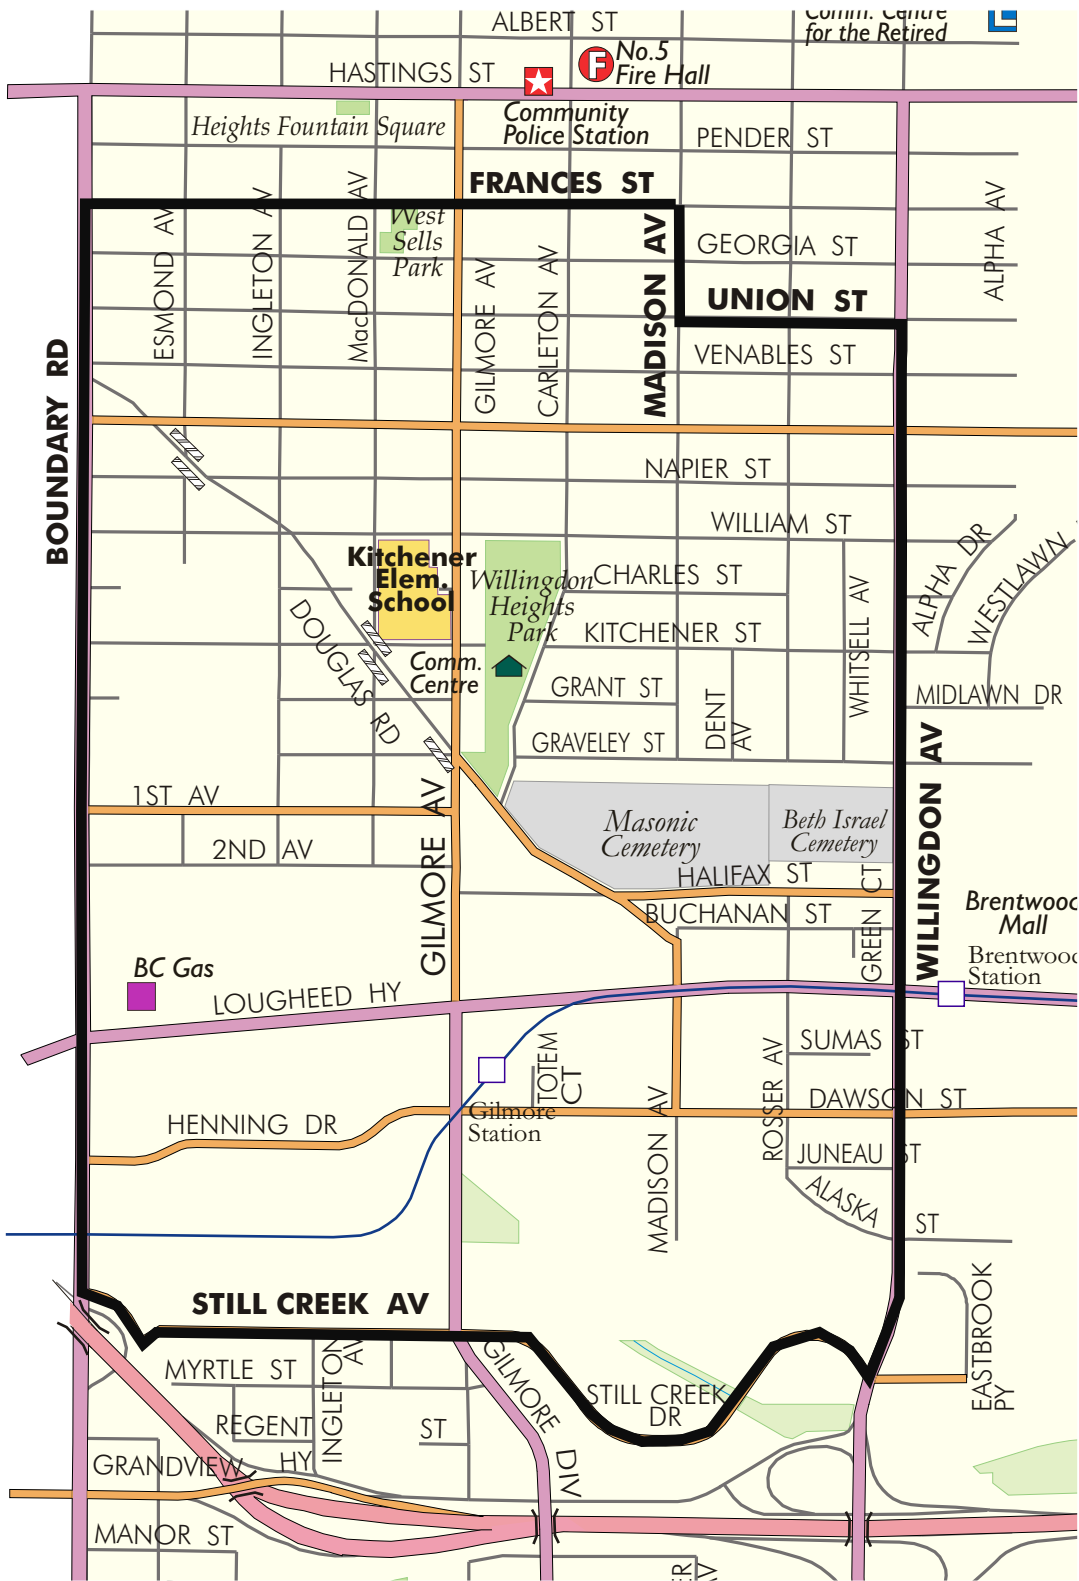 ALBERT ST
Comm. Centre
for the Retired
No.5
Fire Hall
F
HASTINGS ST
Community
Police Station
Heights Fountain Square
PENDER ST
FRANCES ST
ESMOND AV
INGLETON AV
MacDONALD AV
West
Sells
Park
GILMORE AV
CARLETON AV
MADISON AV
GEORGIA ST
ALPHA AV
UNION ST
VENABLES ST
BOUNDARY RD
NAPIER ST
WILLIAM ST
Kitchener
Elem.
School
Willingdon
Heights
Park
CHARLES ST
KITCHENER ST
WHITSELL AV
ALPHA DR
WESTLAWN
DOUGLAS RD
Comm.
Centre
GRANT ST
DENT
AV
MIDLAWN DR
GRAVELEY ST
1ST AV
2ND AV
GILMORE AV
Masonic
Cemetery
Beth Israel
Cemetery
WILLINGDON AV
HALIFAX ST
BUCHANAN ST
GREEN CT
Brentwood
Mall
Brentwood
Station
BC Gas
LOUGHEED HY
SUMAS ST
TOTEM
CT
MADISON AV
ROSSER AV
DAWSON ST
HENNING DR
Gilmore
Station
JUNEAU ST
ALASKA ST
STILL CREEK AV
EASTBROOK
PY
MYRTLE ST
INGLETON
AV
GILMORE DIV
STILL CREEK
DR
REGENT ST
GRANDVIEW HY
MANOR ST
AV